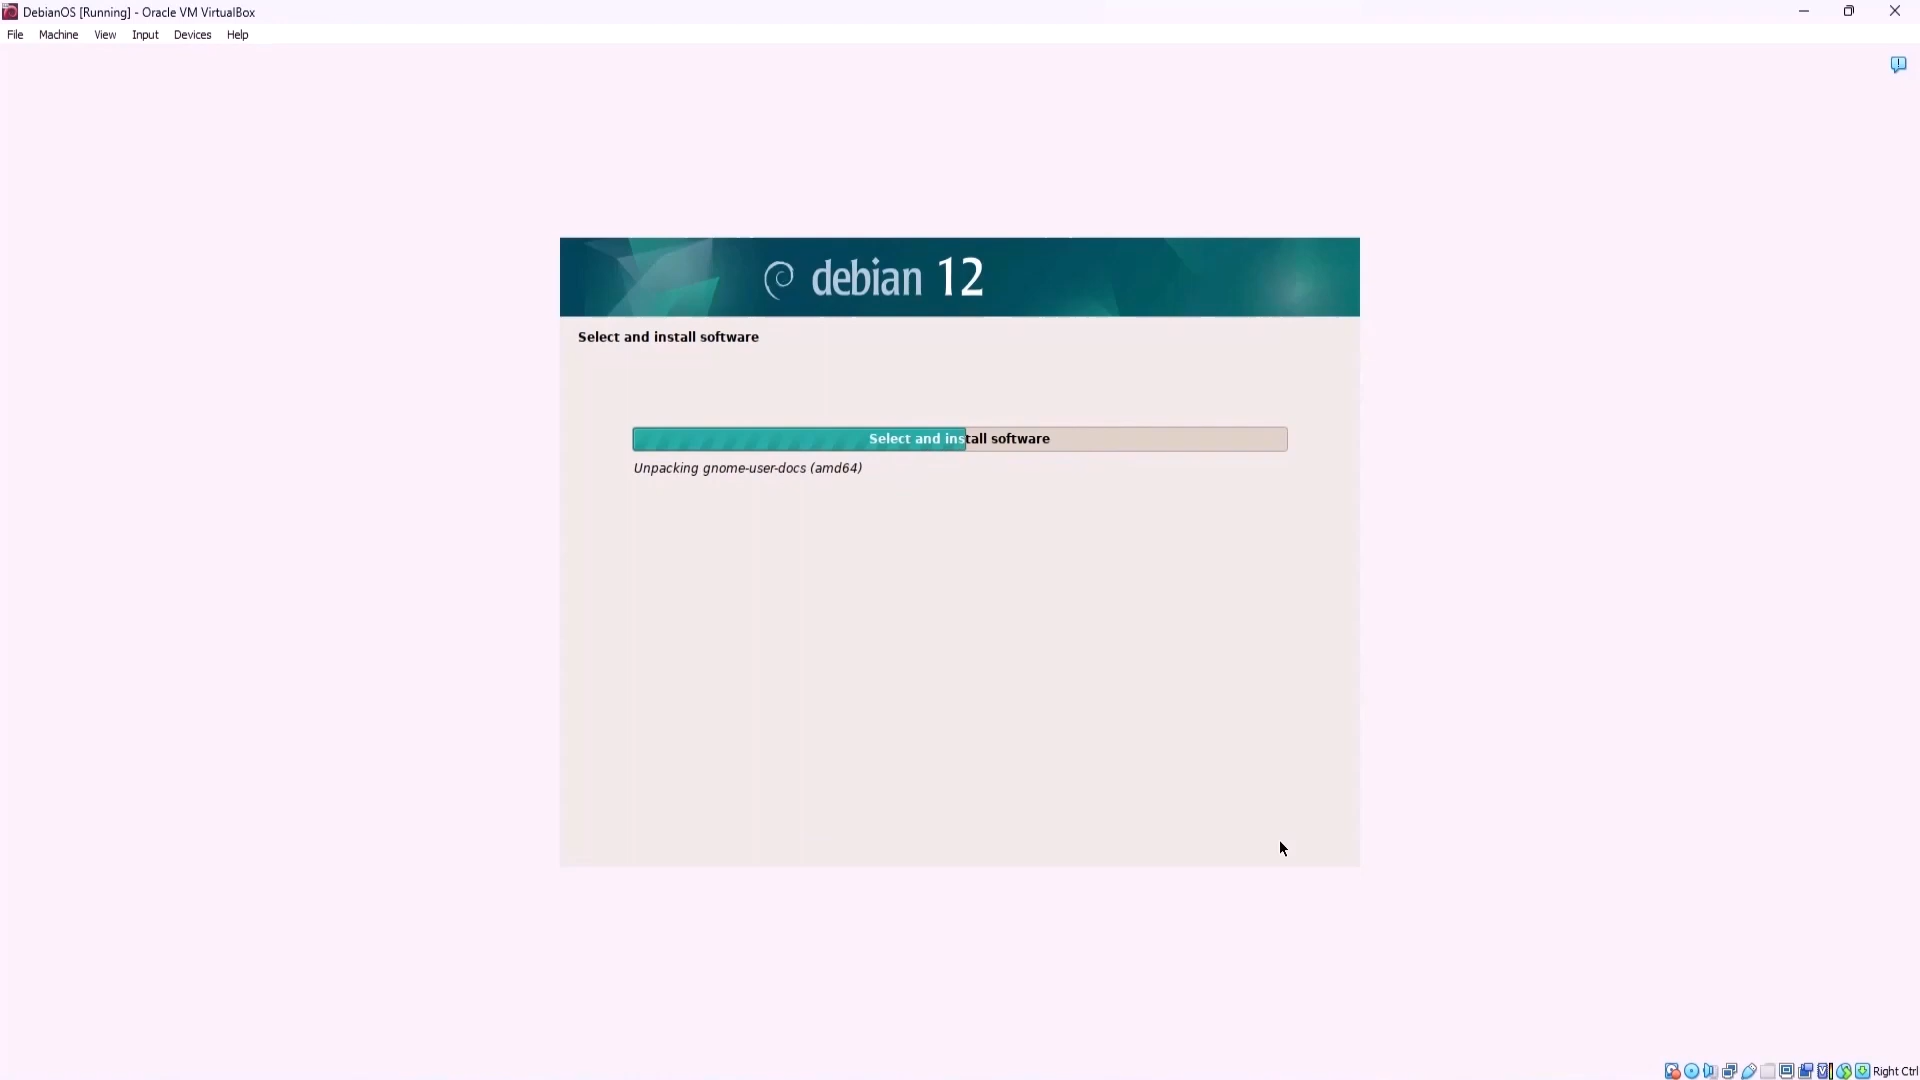 DebianOS [Running] - Oracle VM VirtualBox
File Machine View Input Devices Help
debian 12
Select and install software
Select and install software
Unpacking gnome-user-docs (amd64)
Right Ctrl